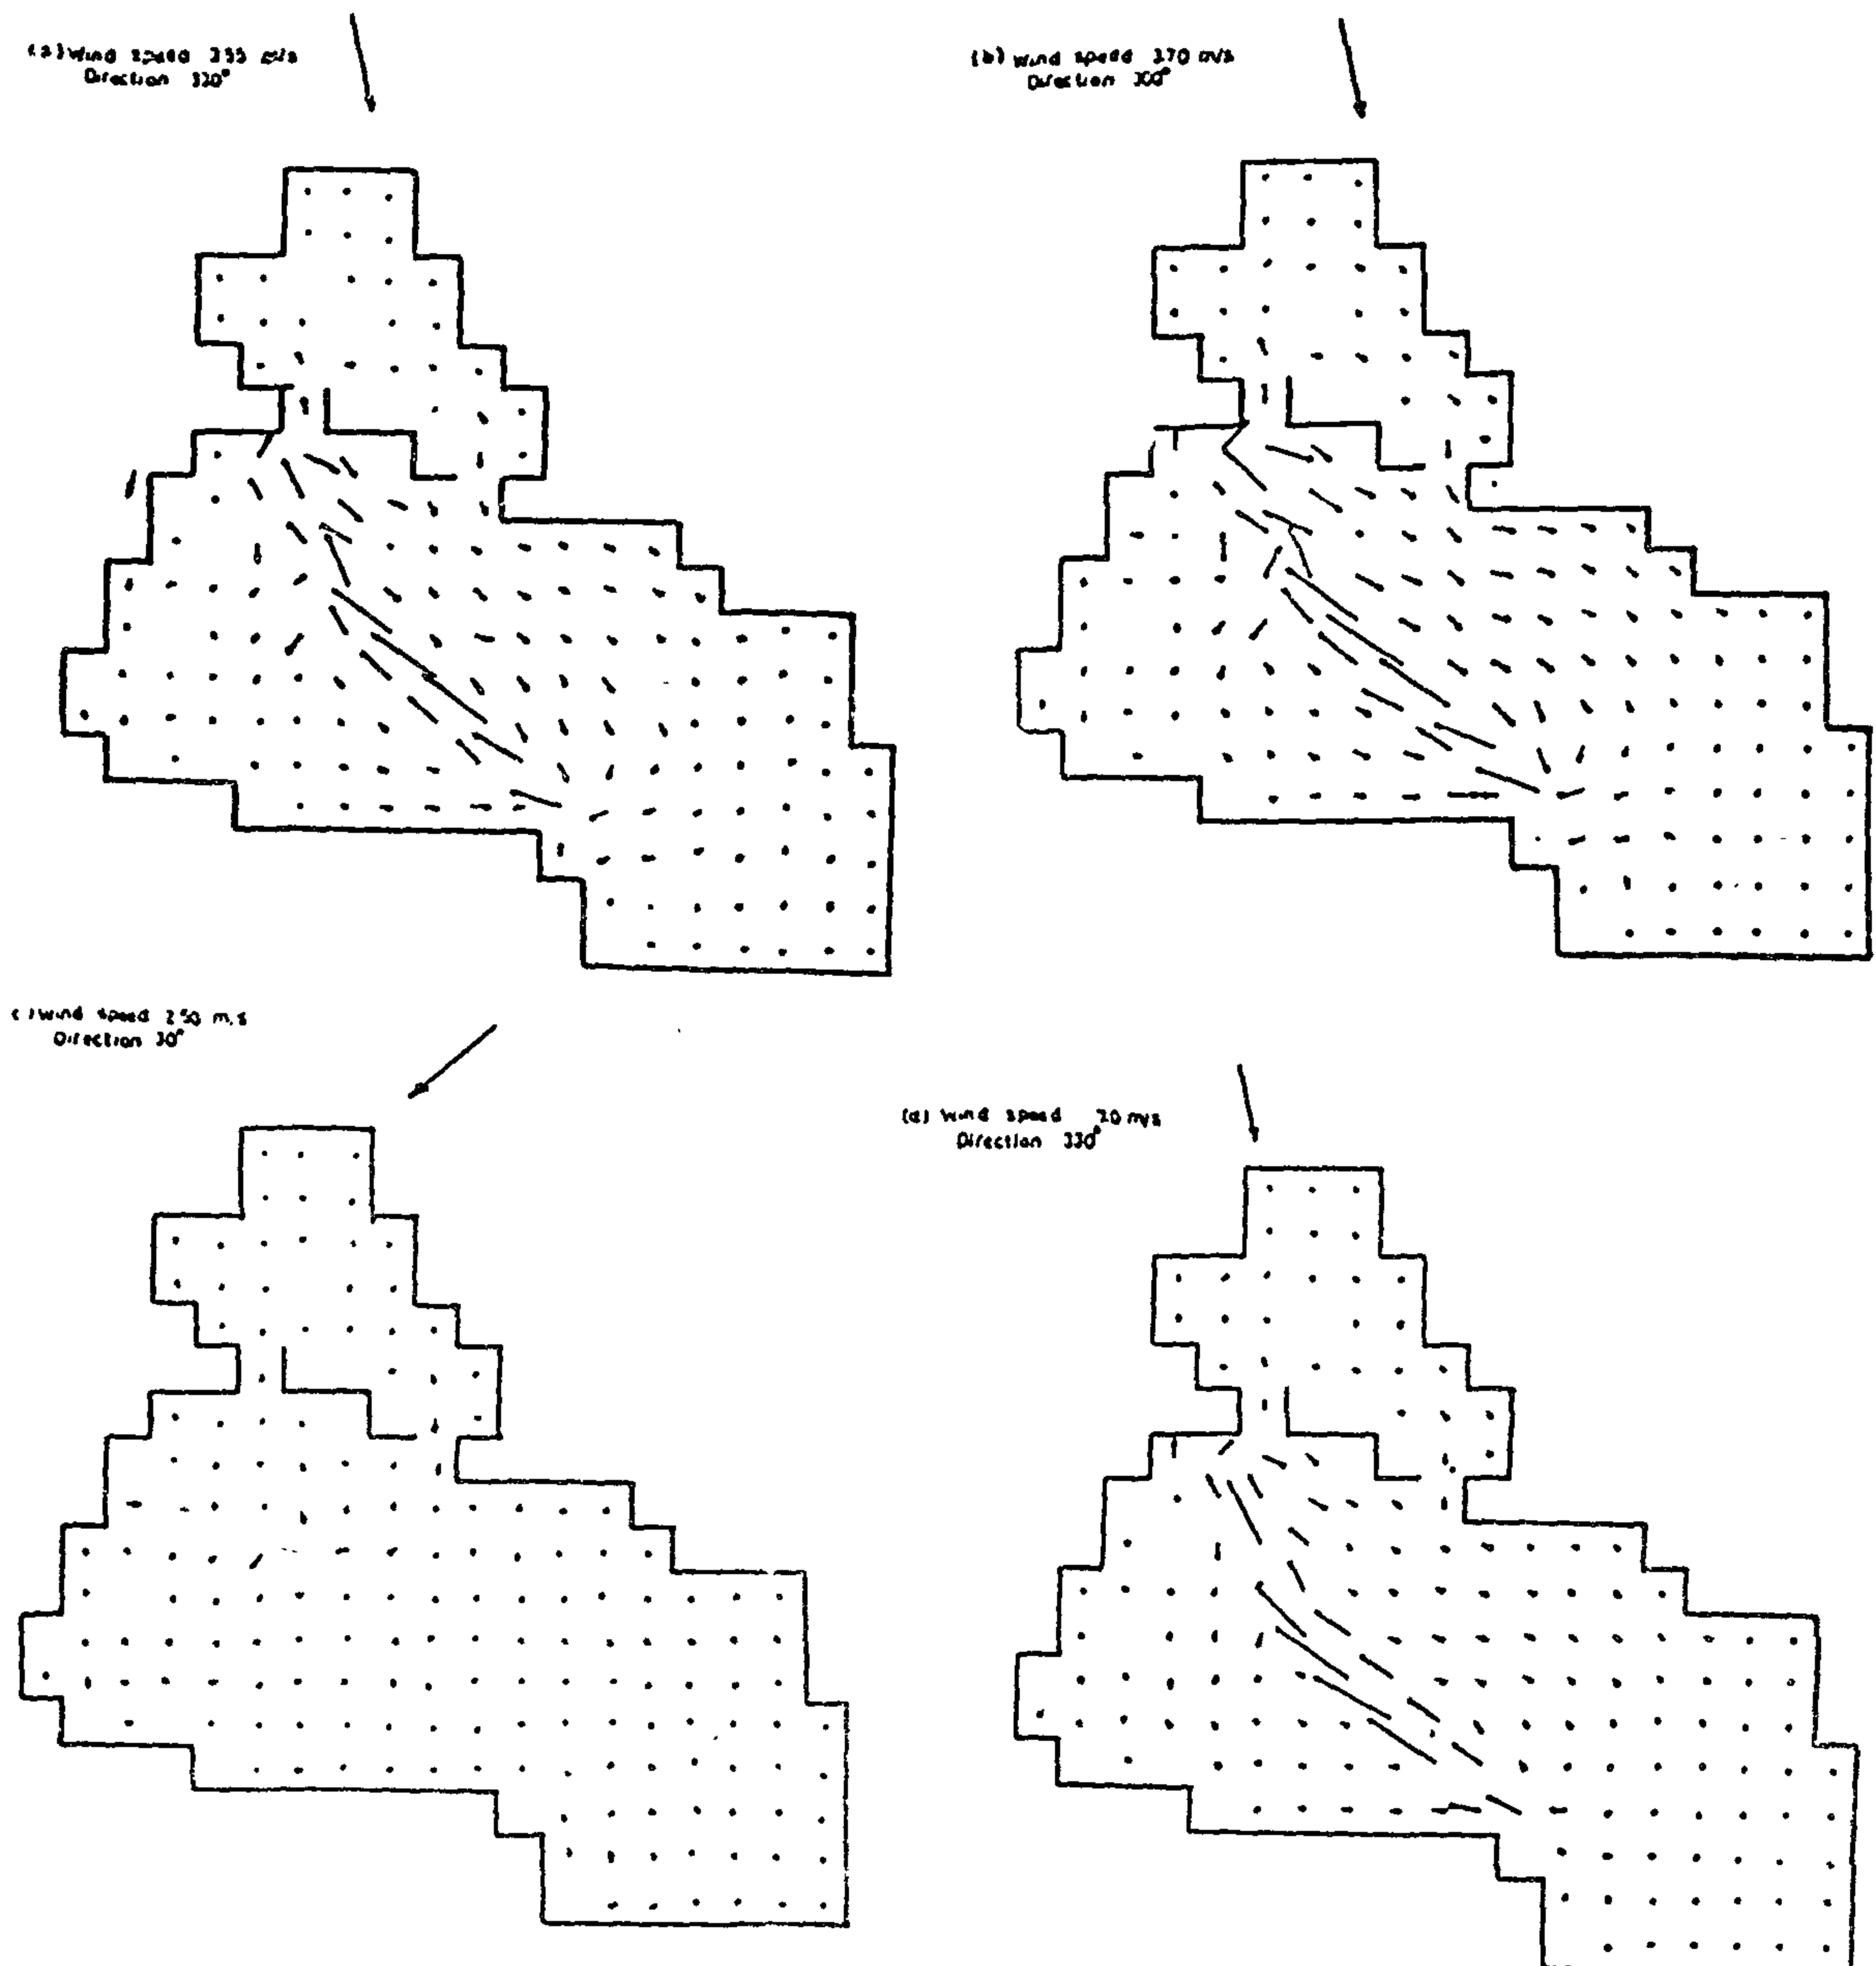 (a) Wind speed 3.55 m/s
Direction 330°
(b) Wind speed 3.70 m/s
Direction
(c) Wind speed 2.50 m/s
Direction 30°
(d) Wind speed m/s
Direction 330°